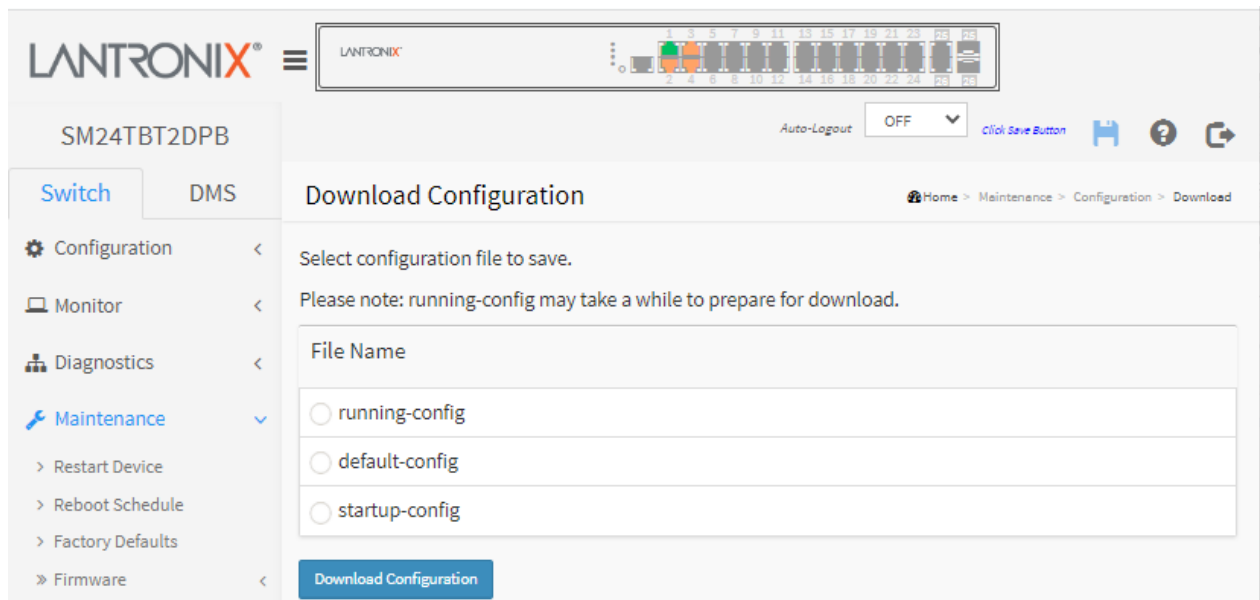 LANTRONIX®
LANTRONIX
1 3 5 7 9 11 13 15 17 19 21 23 25 25
2 4 6 8 10 12 14 16 18 20 22 24 26 26
SM24TBT2DPB
Auto-Logout OFF Click Save Button
Switch DMS
Download Configuration
Home > Maintenance > Configuration > Download
Configuration <
Select configuration file to save.
Monitor <
Please note: running-config may take a while to prepare for download.
File Name
Diagnostics <
running-config
Maintenance
default-config
> Restart Device
> Reboot Schedule
startup-config
> Factory Defaults
» Firmware <
Download Configuration